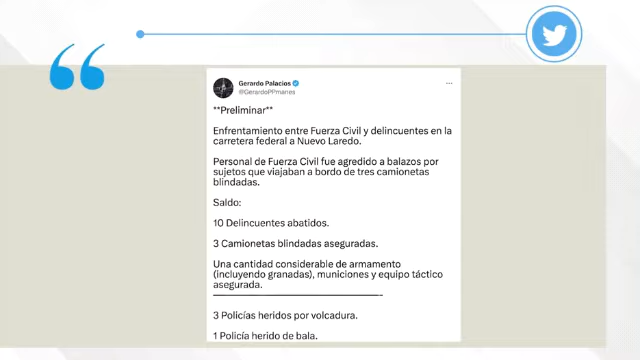 Gerardo Palacios
@GerardoPPmanes
**Preliminar**
Enfrentamiento entre Fuerza Civil y delincuentes en la
carretera federal a Nuevo Laredo.
Personal de Fuerza Civil fue agredido a balazos por
sujetos que viajaban a bordo de tres camionetas
blindadas.
Saldo:
10 Delincuentes abatidos.
3 Camionetas blindadas aseguradas.
Una cantidad considerable de armamento
(incluyendo granadas), municiones y equipo táctico
asegurada.
3 Policías heridos por volcadura.
1 Policía herido de bala.